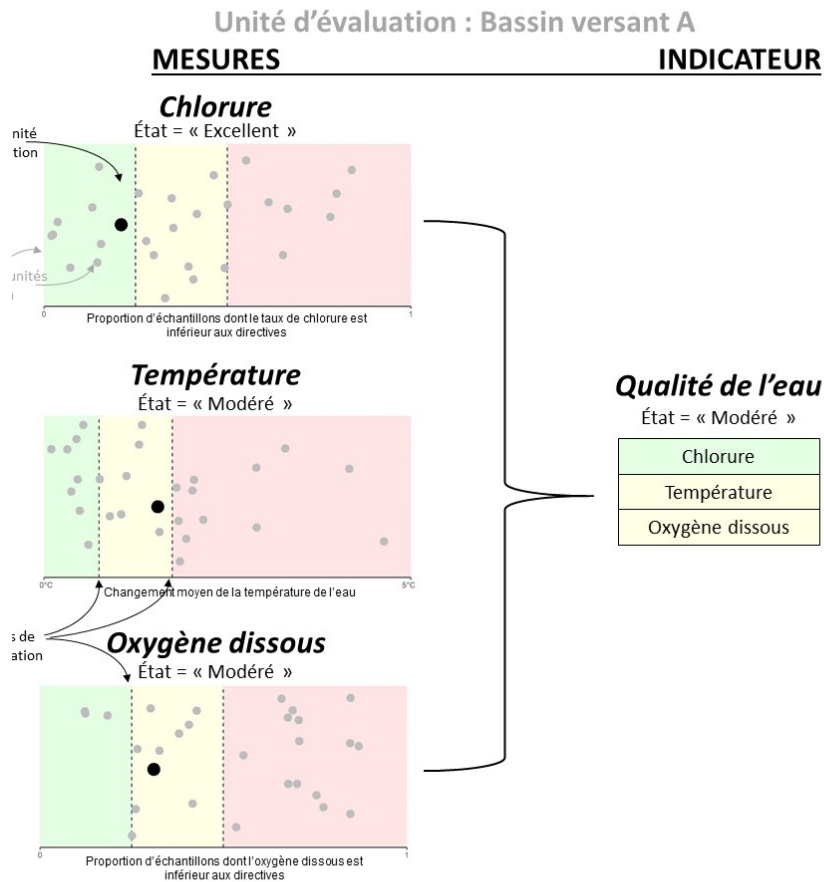 Unité d'évaluation : Bassin versant A
MESURES
INDICATEUR
Chlorure
État = « Excellent »
0
1
Proportion d'échantillons dont le taux de chlorure est
inférieur aux directives
Température
État = « Modéré »
0°C
5°C
Changement moyen de la température de l'eau
s de
Oxygène dissous
État = « Modéré »
0
1
Proportion d'échantillons dont l'oxygène dissous est
inférieur aux directives
Qualité de l'eau
État = « Modéré »
Chlorure
Température
Oxygène dissous